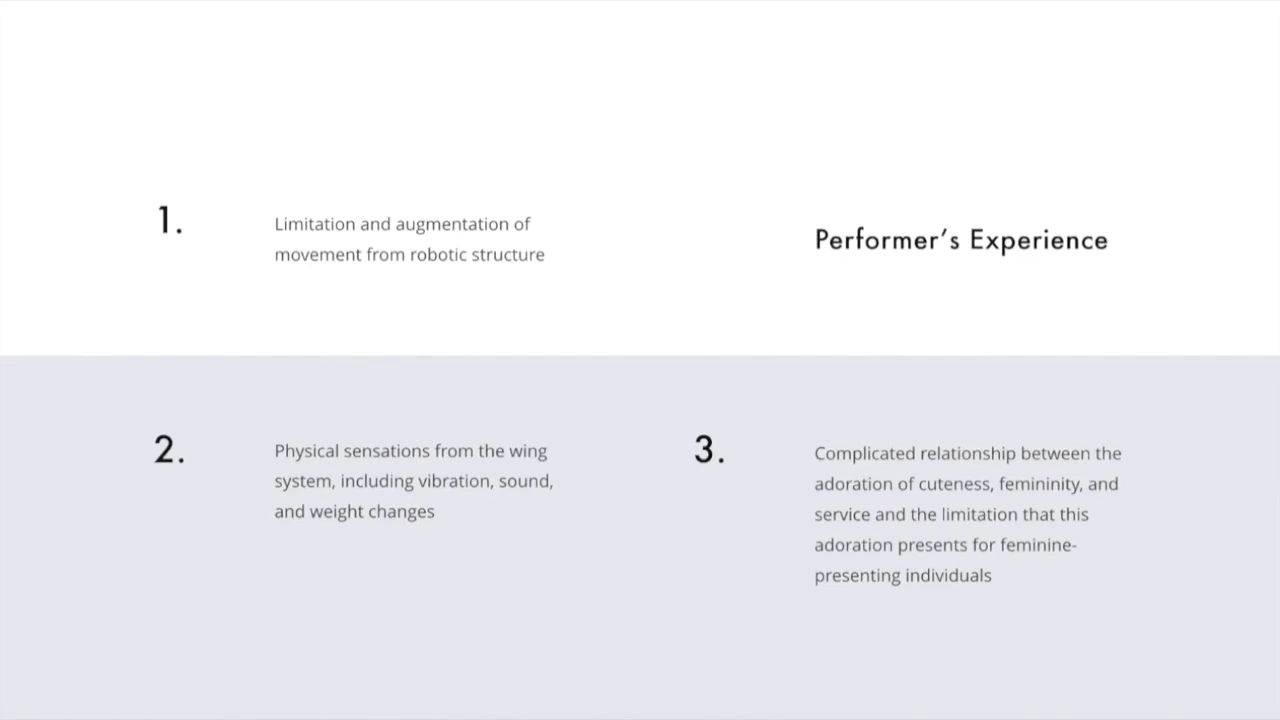 1.
Limitation and augmentation of
movement from robotic structure
Performer’s Experience
2.
Physical sensations from the wing
system, including vibration, sound,
and weight changes
3.
Complicated relationship between the
adoration of cuteness, femininity, and
service and the limitation that this
adoration presents for feminine-
presenting individuals